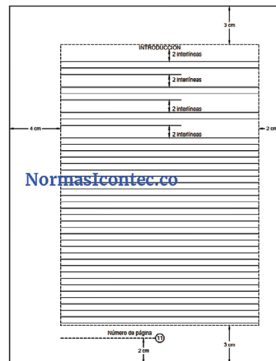 3 cm
INTRODUCCION
2 interlíneas
2 interlíneas
2 interlíneas
4 cm
2 cm
2 interlíneas
NormasIcontec.co
Número de página
11
2 cm
3 cm